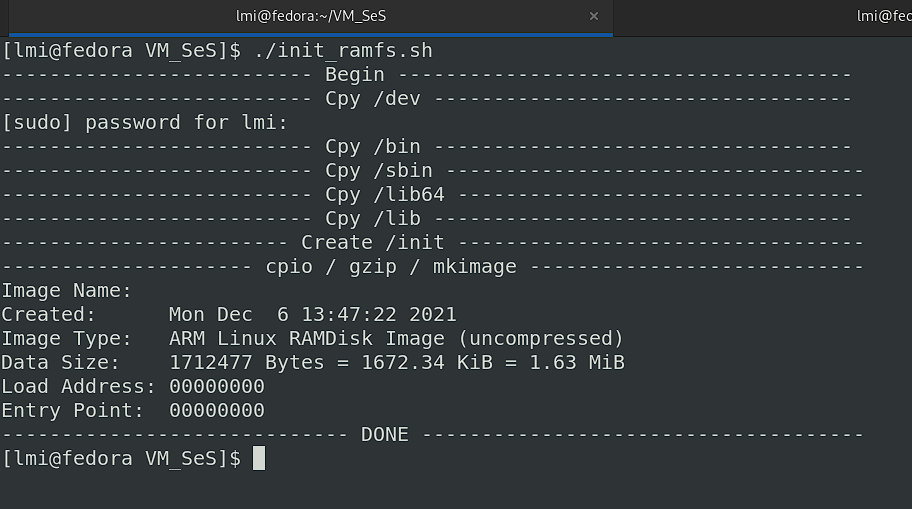 lmi@fedora:~/VM_SeS × lmi@fed
[lmi@fedora VM_SeS]$ ./init_ramfs.sh
-------------------------- Begin --------------------------------------
-------------------------- Cpy /dev -----------------------------------
[sudo] password for lmi:
-------------------------- Cpy /bin -----------------------------------
-------------------------- Cpy /sbin -----------------------------------
-------------------------- Cpy /lib64 ----------------------------------
-------------------------- Cpy /lib -----------------------------------
------------------------ Create /init ----------------------------------
--------------------- cpio / gzip / mkimage ----------------------------
Image Name:
Created:      Mon Dec  6 13:47:22 2021
Image Type:   ARM Linux RAMDisk Image (uncompressed)
Data Size:    1712477 Bytes = 1672.34 KiB = 1.63 MiB
Load Address: 00000000
Entry Point:  00000000
----------------------------- DONE -------------------------------------
[lmi@fedora VM_SeS]$